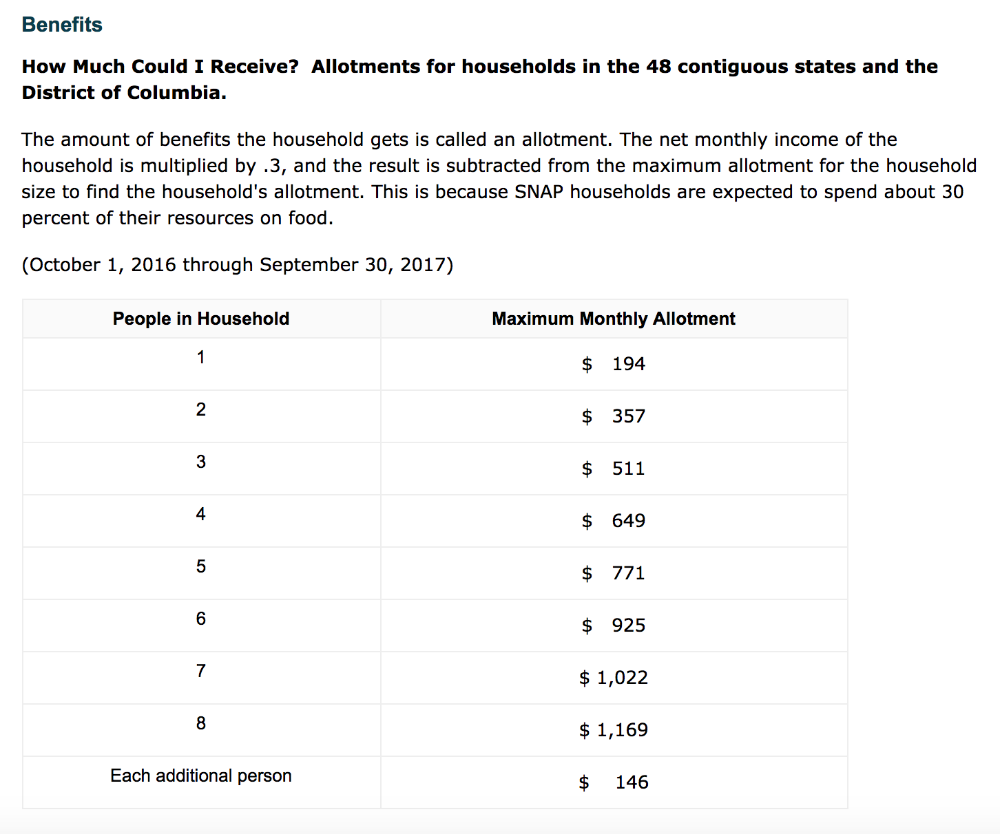 Benefits
How Much Could I Receive?  Allotments for households in the 48 contiguous states and the
District of Columbia.
The amount of benefits the household gets is called an allotment. The net monthly income of the
household is multiplied by .3, and the result is subtracted from the maximum allotment for the household
size to find the household's allotment. This is because SNAP households are expected to spend about 30
percent of their resources on food.
(October 1, 2016 through September 30, 2017)
People in Household Maximum Monthly Allotment
1 $ 194
2 $ 357
3 $ 511
4 $ 649
5 $ 771
6 $ 925
7 $ 1,022
8 $ 1,169
Each additional person $ 146